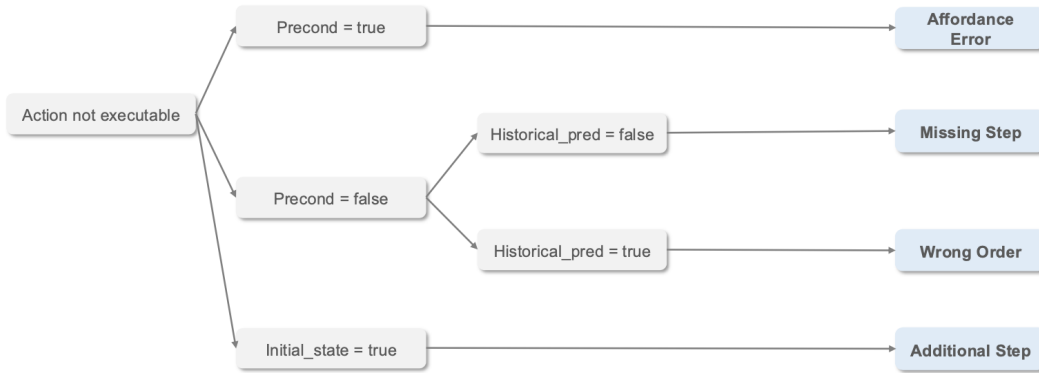 Precond = true
Affordance
Error
Action not executable
Historical_pred = false
Missing Step
Precond = false
Historical_pred = true
Wrong Order
Initial_state = true
Additional Step